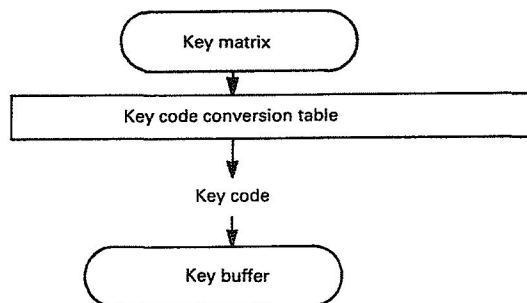 Key matrix
Key code conversion table
Key code
Key buffer